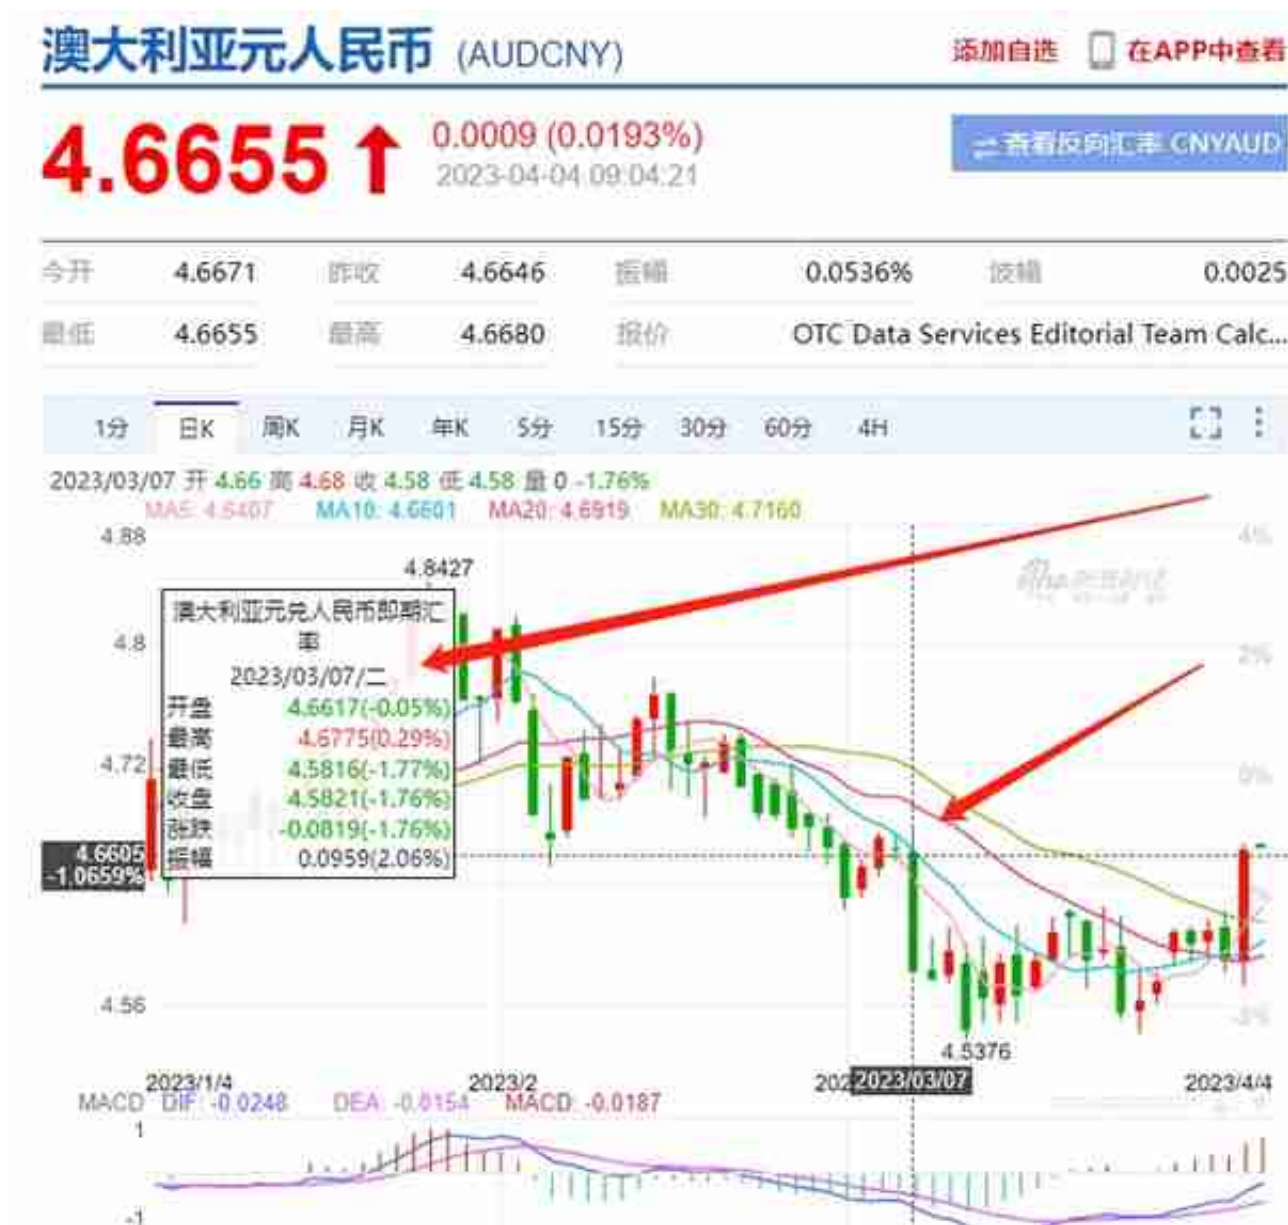 澳大利亚元人民币 (AUDCNY) 添加自选 在APP中查看
4.6655 0.0009 (0.0193%)
2023-04-04 09:04:21
查看反向汇率 CNYAUD
今开 4.6671 昨收 4.6646 振幅 0.0536% 波幅 0.0025
最低 4.6655 最高 4.6680 报价 OTC Data Services Editorial Team Calc...
1分 日K 周K 月K 年K 5分 15分 30分 60分 4H
2023/03/07 开 4.66 高 4.68 收 4.58 低 4.58 量 0 -1.76%
MA5: 4.6407 MA10: 4.6601 MA20: 4.6919 MA30: 4.7160
4.88 4%
4.8427
4.8 2%
澳大利亚元兑人民币即期汇
率
2023/03/07/二
开盘 4.6617(-0.05%)
最高 4.6775(0.29%)
最低 4.5816(-1.77%)
收盘 4.5821(-1.76%)
涨跌 -0.0819(-1.76%)
振幅 0.0959(2.06%)
4.72 0%
4.6605
-1.0659%
4.56
4.5376
2023/1/4 2023/2 2023/03/07 2023/4/4
MACD DIF: -0.0248 DEA: -0.0154 MACD: -0.0187
1
-1